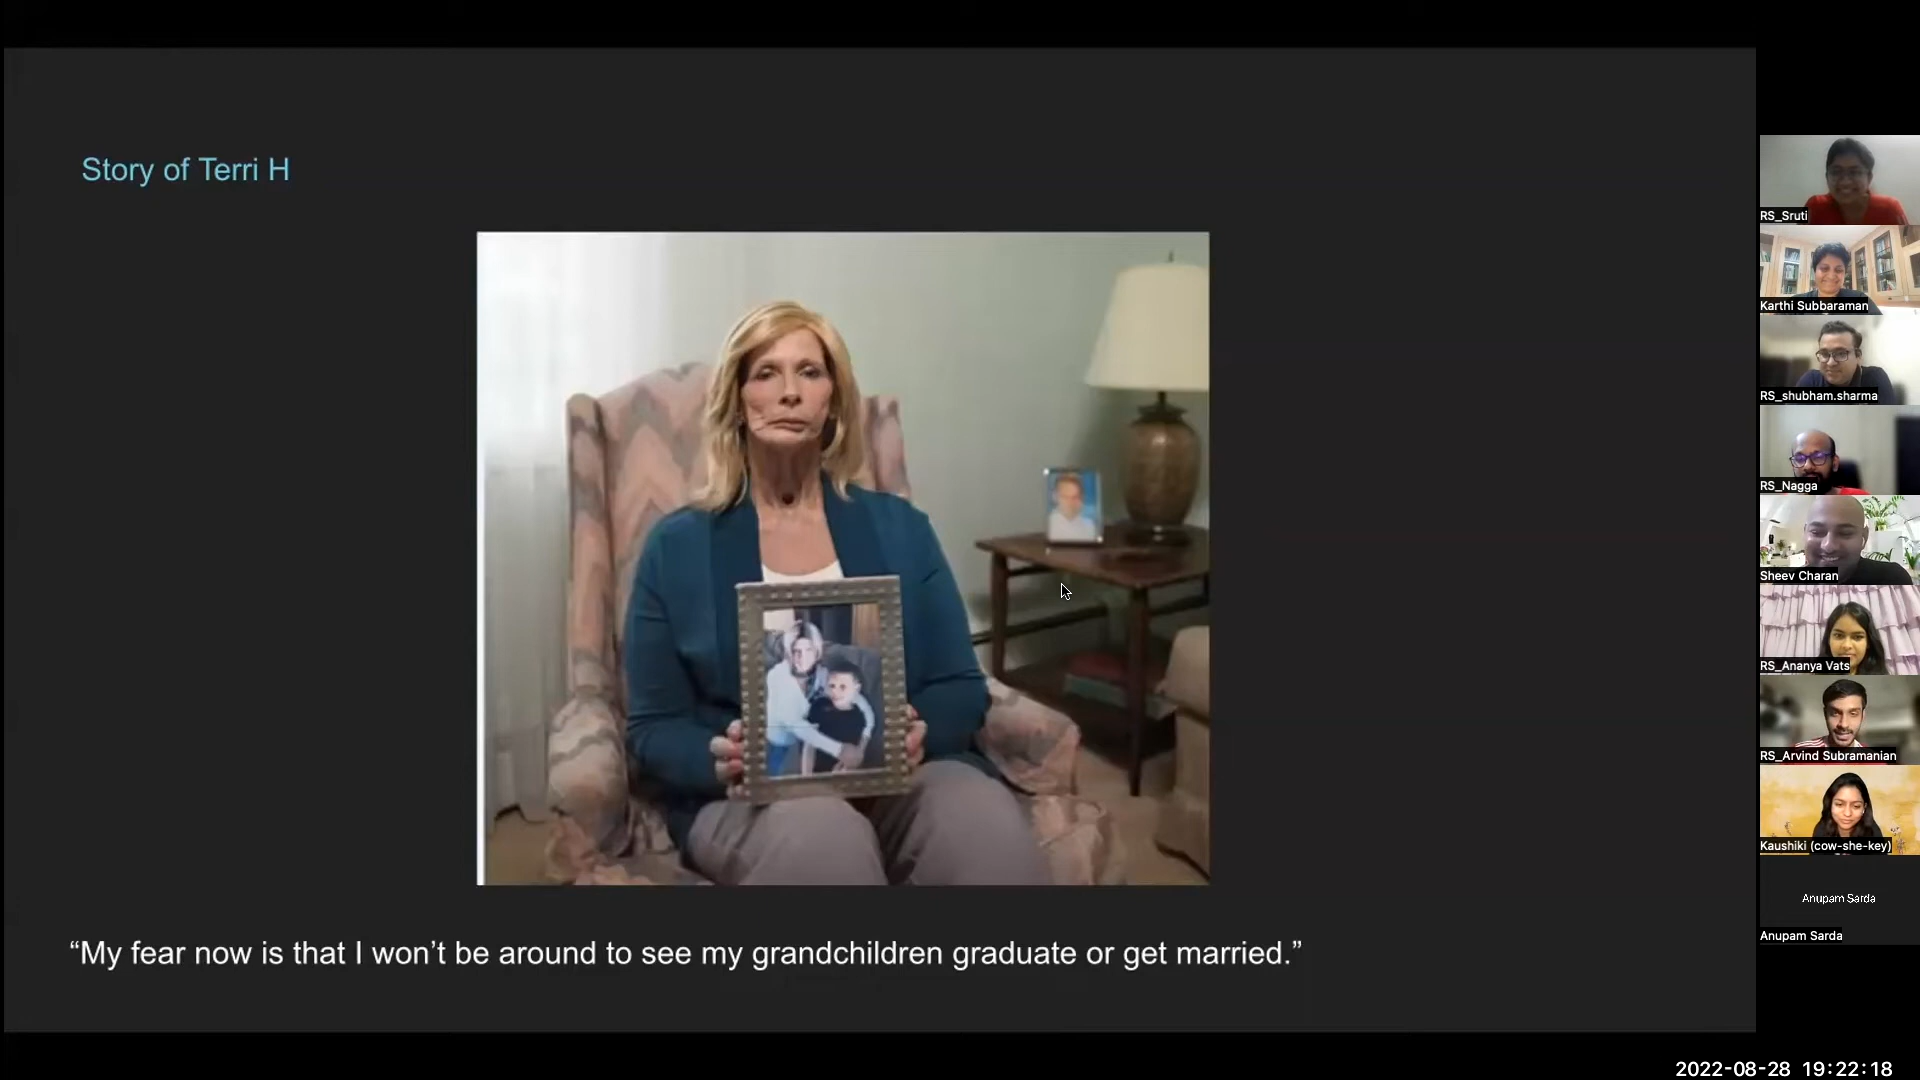 Story of Terri H
“My fear now is that I won’t be around to see my grandchildren graduate or get married.”
RS_Sruti
Karthi Subbaraman
RS_shubham.sharma
RS_Nagga
Sheev Charan
RS_Ananya Vats
RS_Arvind Subramanian
Kaushiki (cow-she-key)
Anupam Sarda
Anupam Sarda
2022-08-28 19:22:18